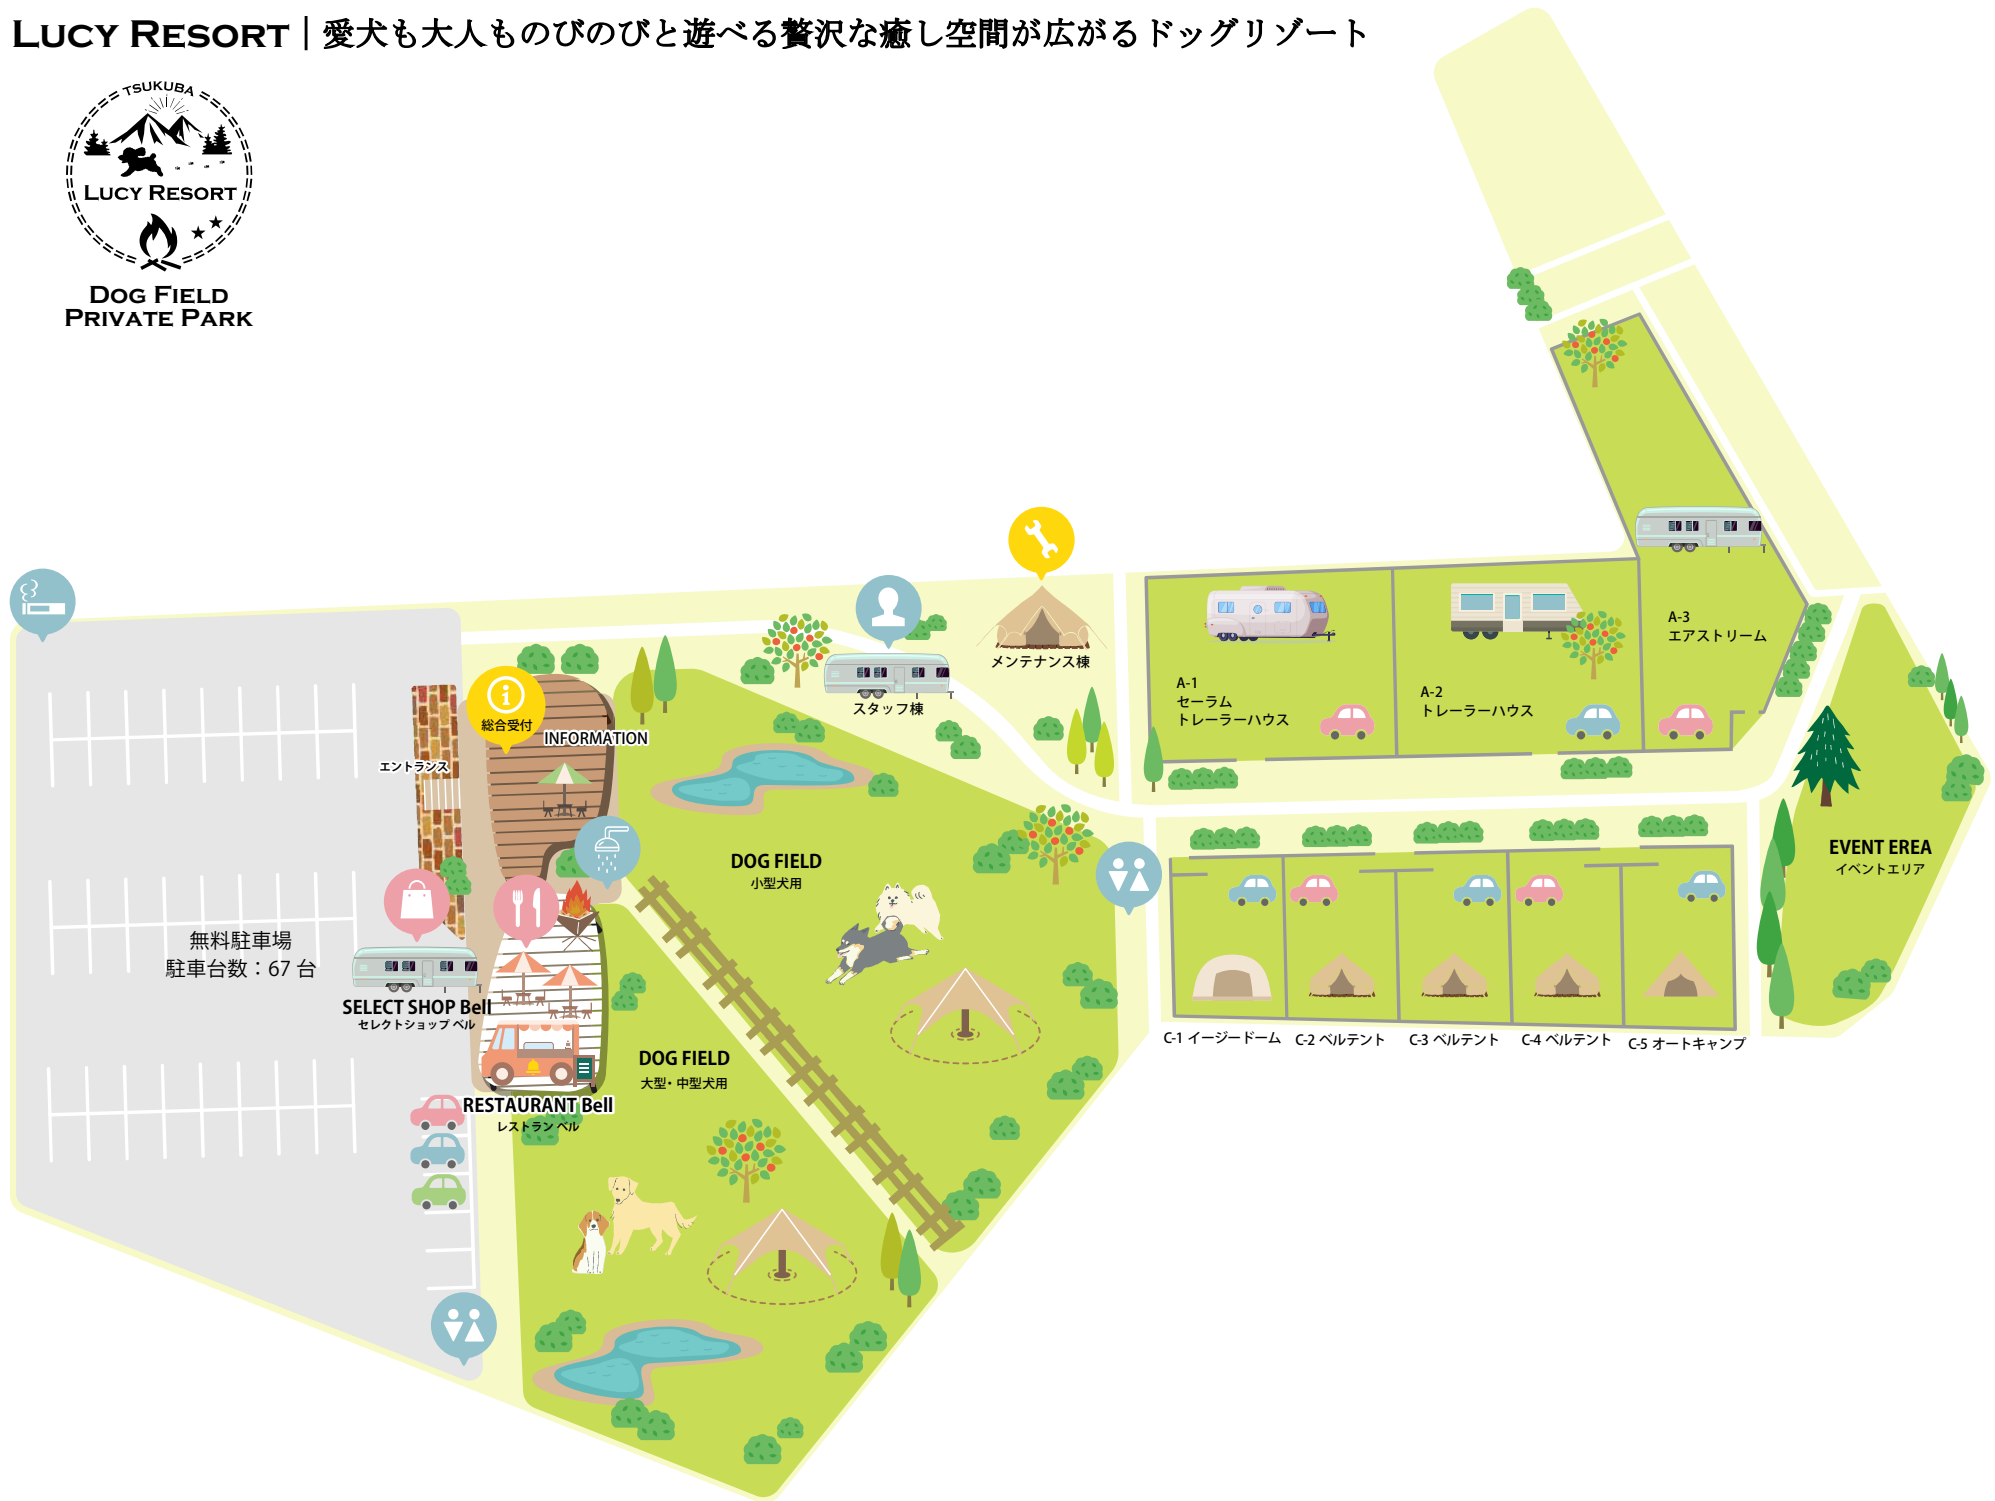 LUCY RESORT｜愛犬も大人ものびのびと遊べる贅沢な癒し空間が広がるドッグリゾート
TSUKUBA
LUCY RESORT
DOG FIELD
PRIVATE PARK
メンテナンス棟
スタッフ棟
A-1
セーラム
トレーラーハウス
A-2
トレーラーハウス
A-3
エアストリーム
総合受付
INFORMATION
エントランス
DOG FIELD
小型犬用
EVENT EREA
イベントエリア
無料駐車場
駐車台数：67 台
SELECT SHOP Bell
セレクトショップ ベル
C-1 イージードーム
C-2 ベルテント
C-3 ベルテント
C-4 ベルテント
C-5 オートキャンプ
DOG FIELD
大型・中型犬用
RESTAURANT Bell
レストラン ベル